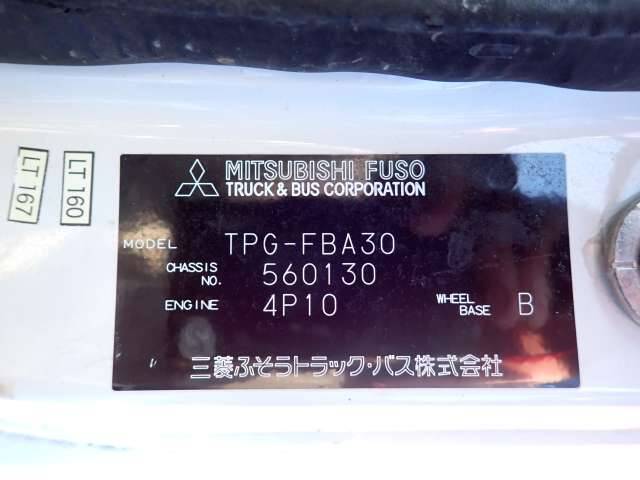 LT 160
LT 167
MITSUBISHI FUSO
TRUCK & BUS CORPORATION
MODEL TPG-FBA30
CHASSIS NO. 560130
ENGINE 4P10 WHEEL BASE B
三菱ふそうトラック・バス株式会社